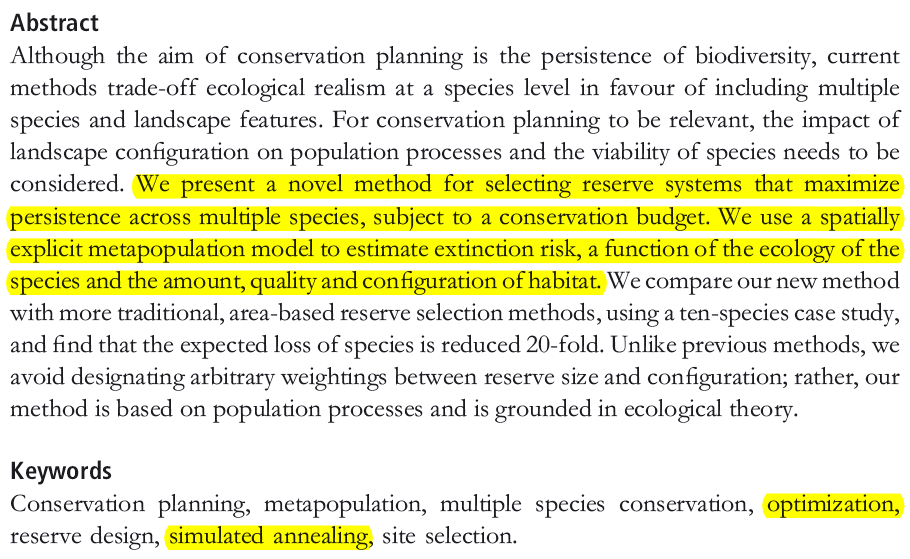 Abstract
Although the aim of conservation planning is the persistence of biodiversity, current
methods trade-off ecological realism at a species level in favour of including multiple
species and landscape features. For conservation planning to be relevant, the impact of
landscape configuration on population processes and the viability of species needs to be
considered. We present a novel method for selecting reserve systems that maximize
persistence across multiple species, subject to a conservation budget. We use a spatially
explicit metapopulation model to estimate extinction risk, a function of the ecology of the
species and the amount, quality and configuration of habitat. We compare our new method
with more traditional, area-based reserve selection methods, using a ten-species case study,
and find that the expected loss of species is reduced 20-fold. Unlike previous methods, we
avoid designating arbitrary weightings between reserve size and configuration; rather, our
method is based on population processes and is grounded in ecological theory.
Keywords
Conservation planning, metapopulation, multiple species conservation, optimization,
reserve design, simulated annealing, site selection.